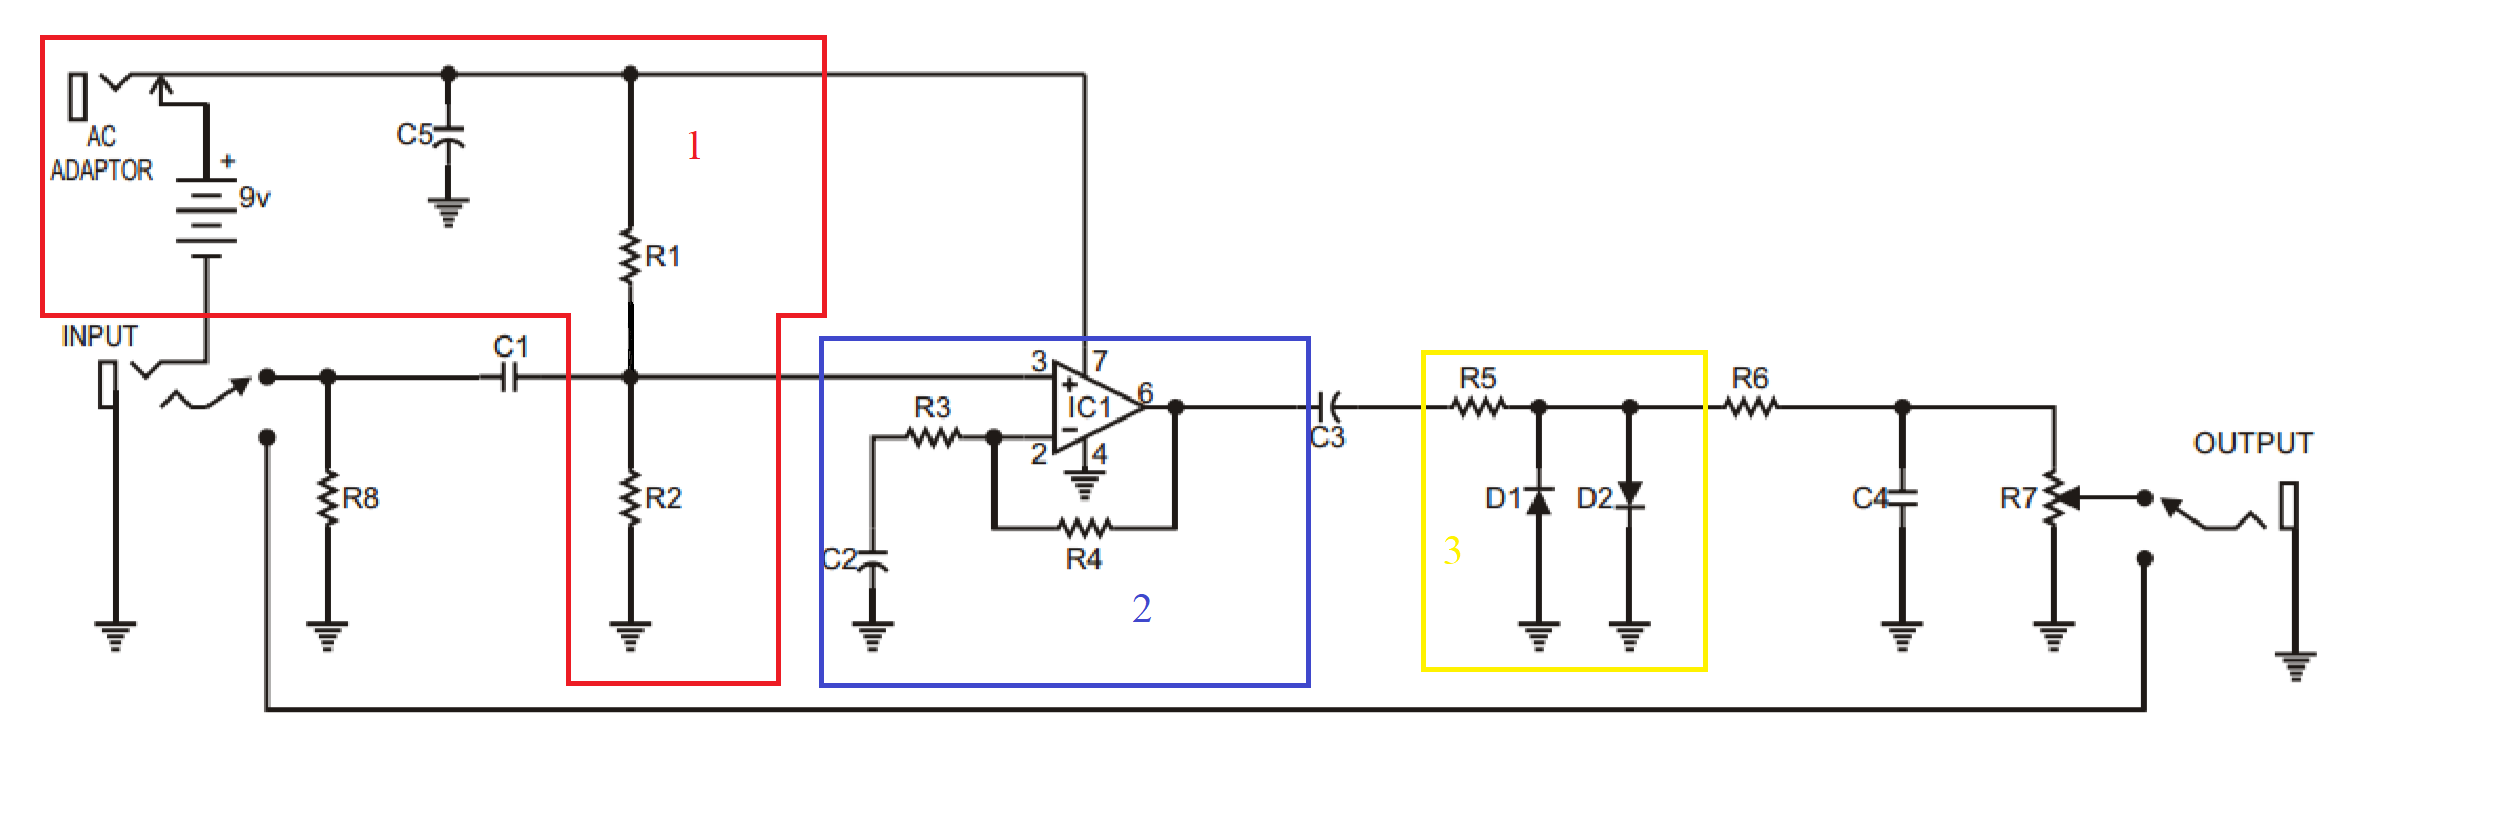 AC
ADAPTOR
+
9v
C5
1
R1
INPUT
C1
R8
R2
3
7
+
IC1
6
−
2
4
R3
R4
C2
2
C3
R5
D1
D2
3
R6
C4
R7
OUTPUT